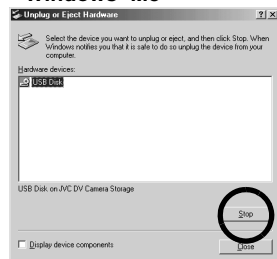 Unplug or Eject Hardware
Select the device you want to unplug or eject, and then click Stop. When
Windows notifies you that it is safe to do so unplug the device from your
computer.
Hardware devices:
USB Disk
USB Disk on JVC DV Camera Storage
Stop
Display device components
Close